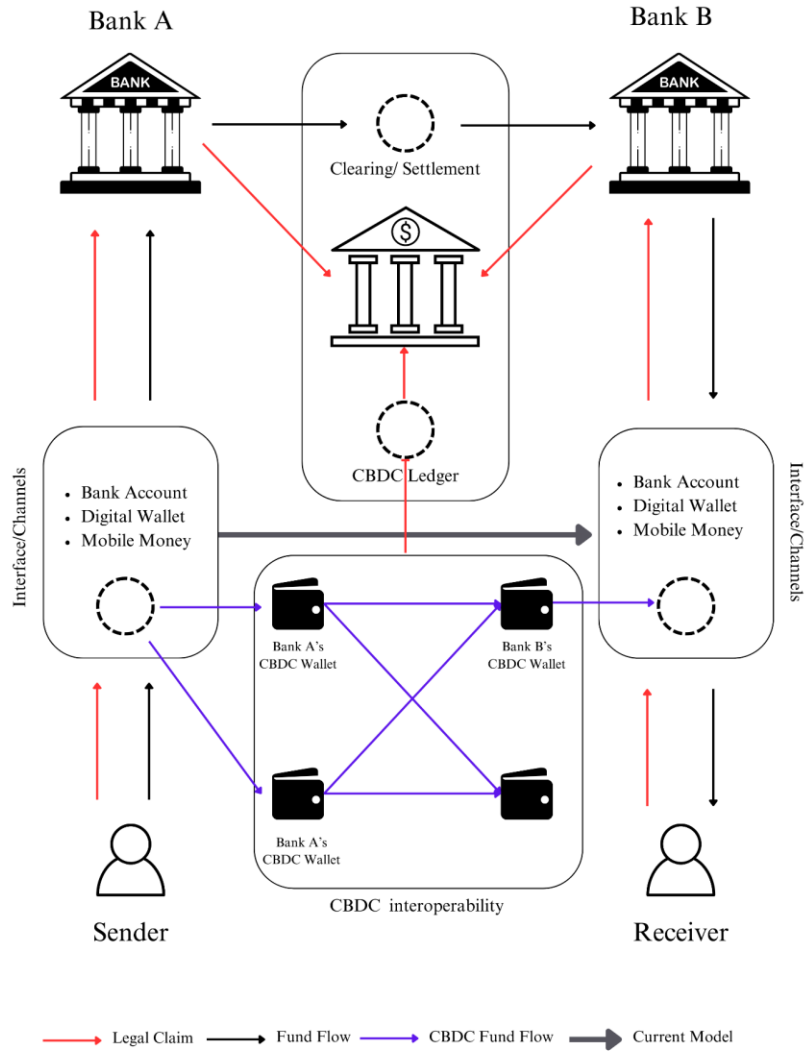 Bank A
Bank B
BANK
BANK
Clearing/ Settlement
$
CBDC Ledger
Interface/Channels
• Bank Account
• Digital Wallet
• Mobile Money
• Bank Account
• Digital Wallet
• Mobile Money
Interface/Channels
Bank A's
CBDC Wallet
Bank B's
CBDC Wallet
Bank A's
CBDC Wallet
CBDC interoperability
Sender
Receiver
Legal Claim
Fund Flow
CBDC Fund Flow
Current Model